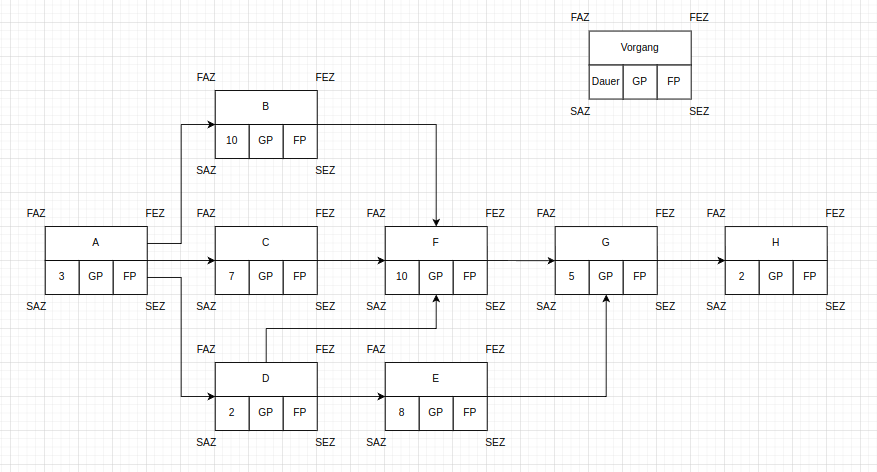 FAZ FEZ
Vorgang
Dauer GP FP
SAZ SEZ
FAZ FEZ
B
10 GP FP
SAZ SEZ
FAZ FEZ FAZ FEZ FAZ FEZ FAZ FEZ FAZ FEZ
A C F G H
3 GP FP 7 GP FP 10 GP FP 5 GP FP 2 GP FP
SAZ SEZ SAZ SEZ SAZ SEZ SAZ SEZ SAZ SEZ
FAZ FEZ FAZ FEZ
D E
2 GP FP 8 GP FP
SAZ SEZ SAZ SEZ